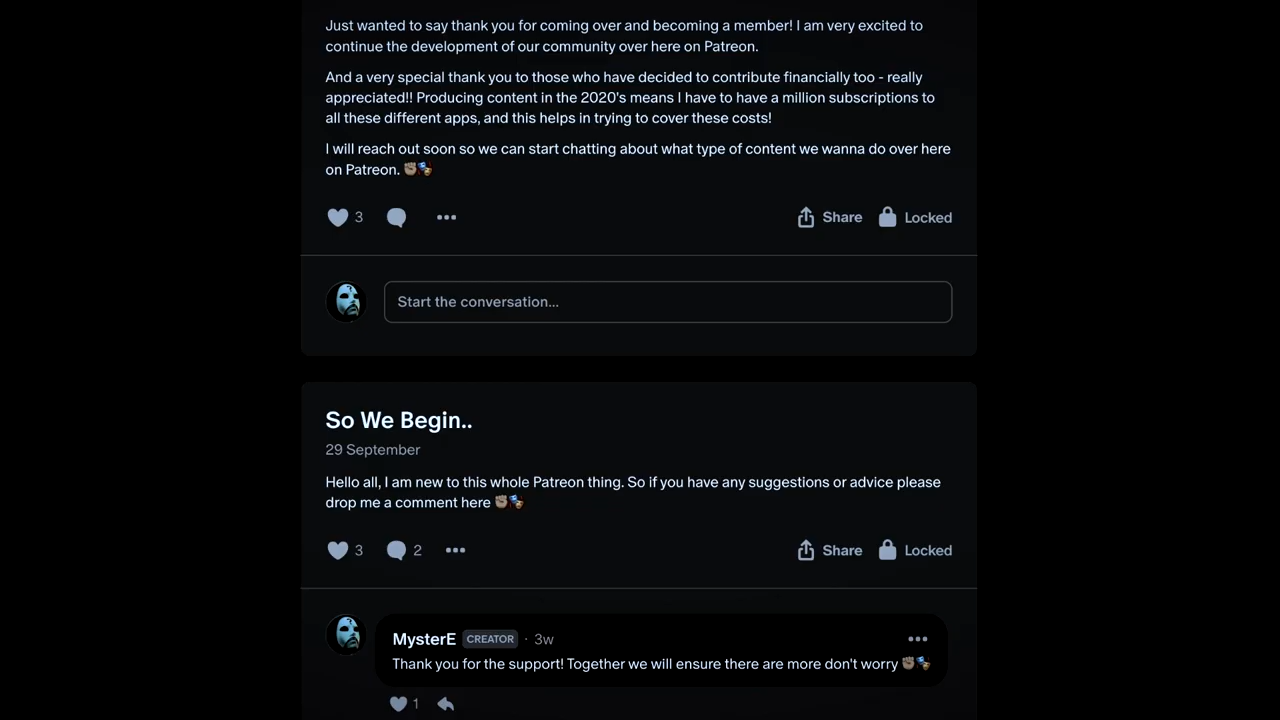 Just wanted to say thank you for coming over and becoming a member! I am very excited to
continue the development of our community over here on Patreon.
And a very special thank you to those who have decided to contribute financially too - really
appreciated!! Producing content in the 2020's means I have to have a million subscriptions to
all these different apps, and this helps in trying to cover these costs!
I will reach out soon so we can start chatting about what type of content we wanna do over here
on Patreon. ✊🏽🎭
3 ••• Share Locked
Start the conversation...
So We Begin..
29 September
Hello all, I am new to this whole Patreon thing. So if you have any suggestions or advice please
drop me a comment here ✊🏽🎭
3 2 ••• Share Locked
MysterE CREATOR · 3w •••
Thank you for the support! Together we will ensure there are more don't worry ✊🏽🎭
1